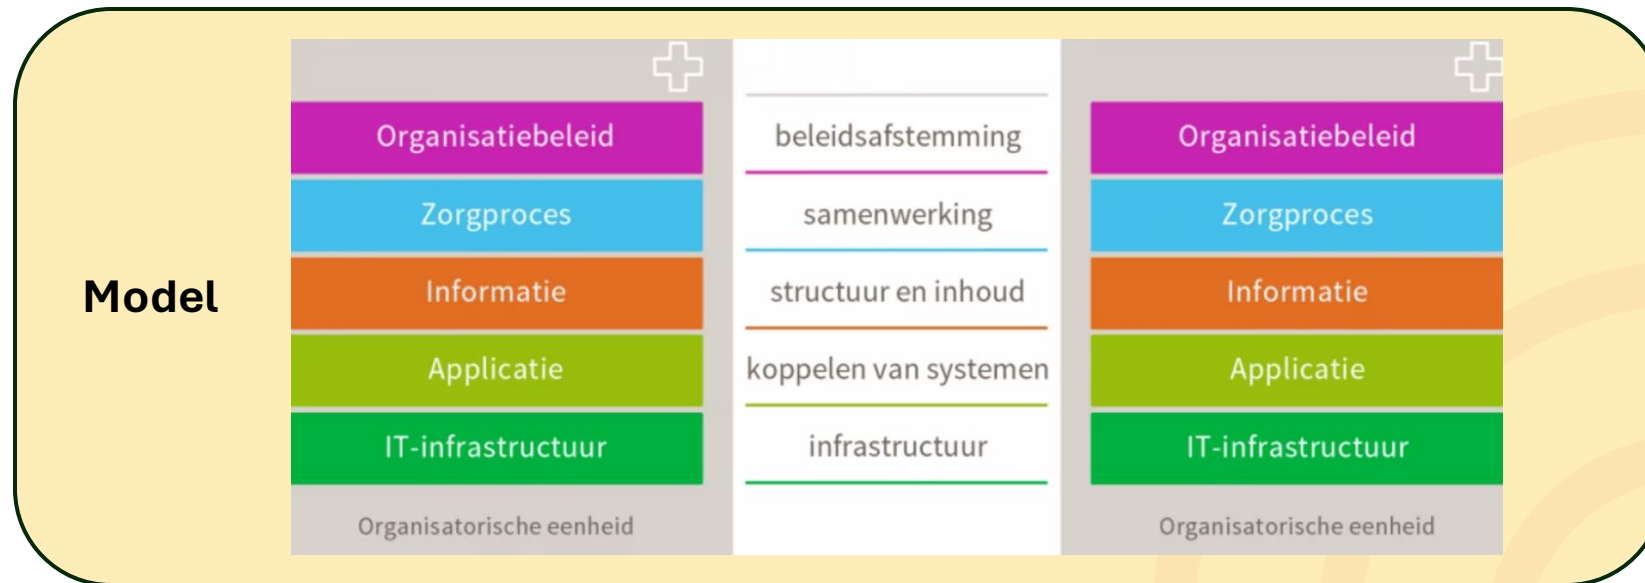 Model
Organisatiebeleid
Zorgproces
Informatie
Applicatie
IT-infrastructuur
Organisatorische eenheid
beleidsafstemming
samenwerking
structuur en inhoud
koppelen van systemen
infrastructuur
Organisatiebeleid
Zorgproces
Informatie
Applicatie
IT-infrastructuur
Organisatorische eenheid